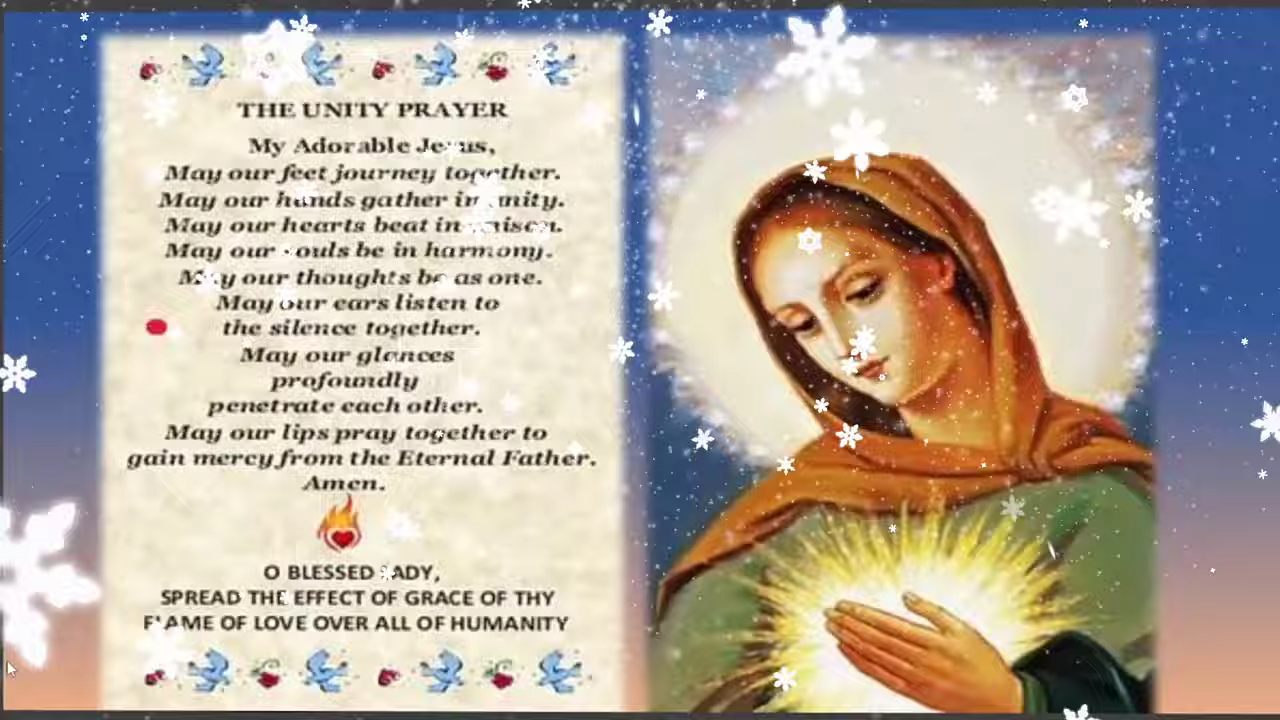 THE UNITY PRAYER
My Adorable Jesus,
May our feet journey together.
May our hands gather in unity.
May our hearts beat in unison.
May our souls be in harmony.
May our thoughts be as one.
May our ears listen to
the silence together.
May our glances
profoundly
penetrate each other.
May our lips pray together to
gain mercy from the Eternal Father.
Amen.
O BLESSED LADY,
SPREAD THE EFFECT OF GRACE OF THY
FLAME OF LOVE OVER ALL OF HUMANITY